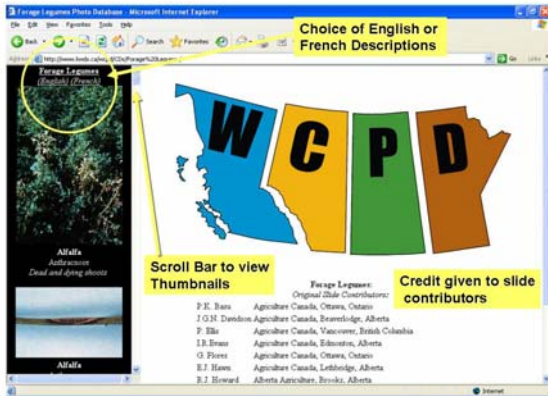 Forage Legumes Photo Database - Microsoft Internet Explorer
File Edit View Favorites Tools Help
Back Search Favorites
Choice of English or
French Descriptions
Go Links
Forage Legumes
(English) (French)
W C P D
Alfalfa
Anthracnose
Dead and dying shoots
Scroll Bar to view
Thumbnails
Credit given to slide
contributors
Forage Legumes:
Original Slide Contributors:
P.K. Basu Agriculture Canada, Ottawa, Ontario
J.G.N. Davidson Agriculture Canada, Beaverlodge, Alberta
P. Ellis Agriculture Canada, Vancouver, British Columbia
I.R. Evans Agriculture Canada, Edmonton, Alberta
G. Flores Agriculture Canada, Ottawa, Ontario
E.J. Hawn Agriculture Canada, Lethbridge, Alberta
R.J. Howard Alberta Agriculture, Brooks, Alberta
Alfalfa
Internet